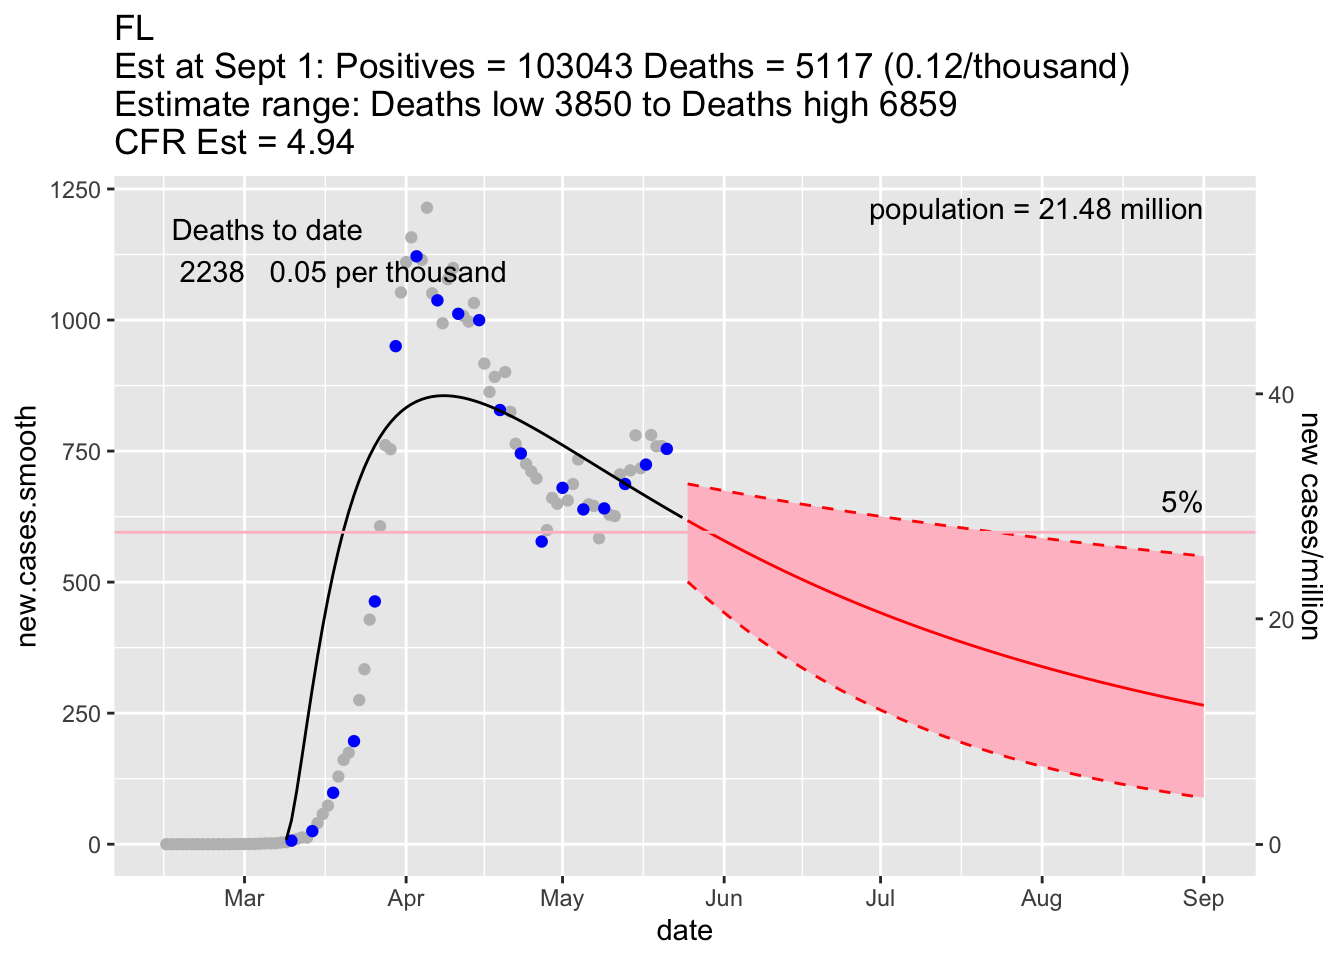 FL
Est at Sept 1: Positives = 103043 Deaths = 5117 (0.12/thousand)
Estimate range: Deaths low 3850 to Deaths high 6859
CFR Est = 4.94
1250
1000
750
500
250
0
new.cases.smooth
Deaths to date
2238 0.05 per thousand
population = 21.48 million
5%
40
20
0
new cases/million
Mar Apr May Jun Jul Aug Sep
date